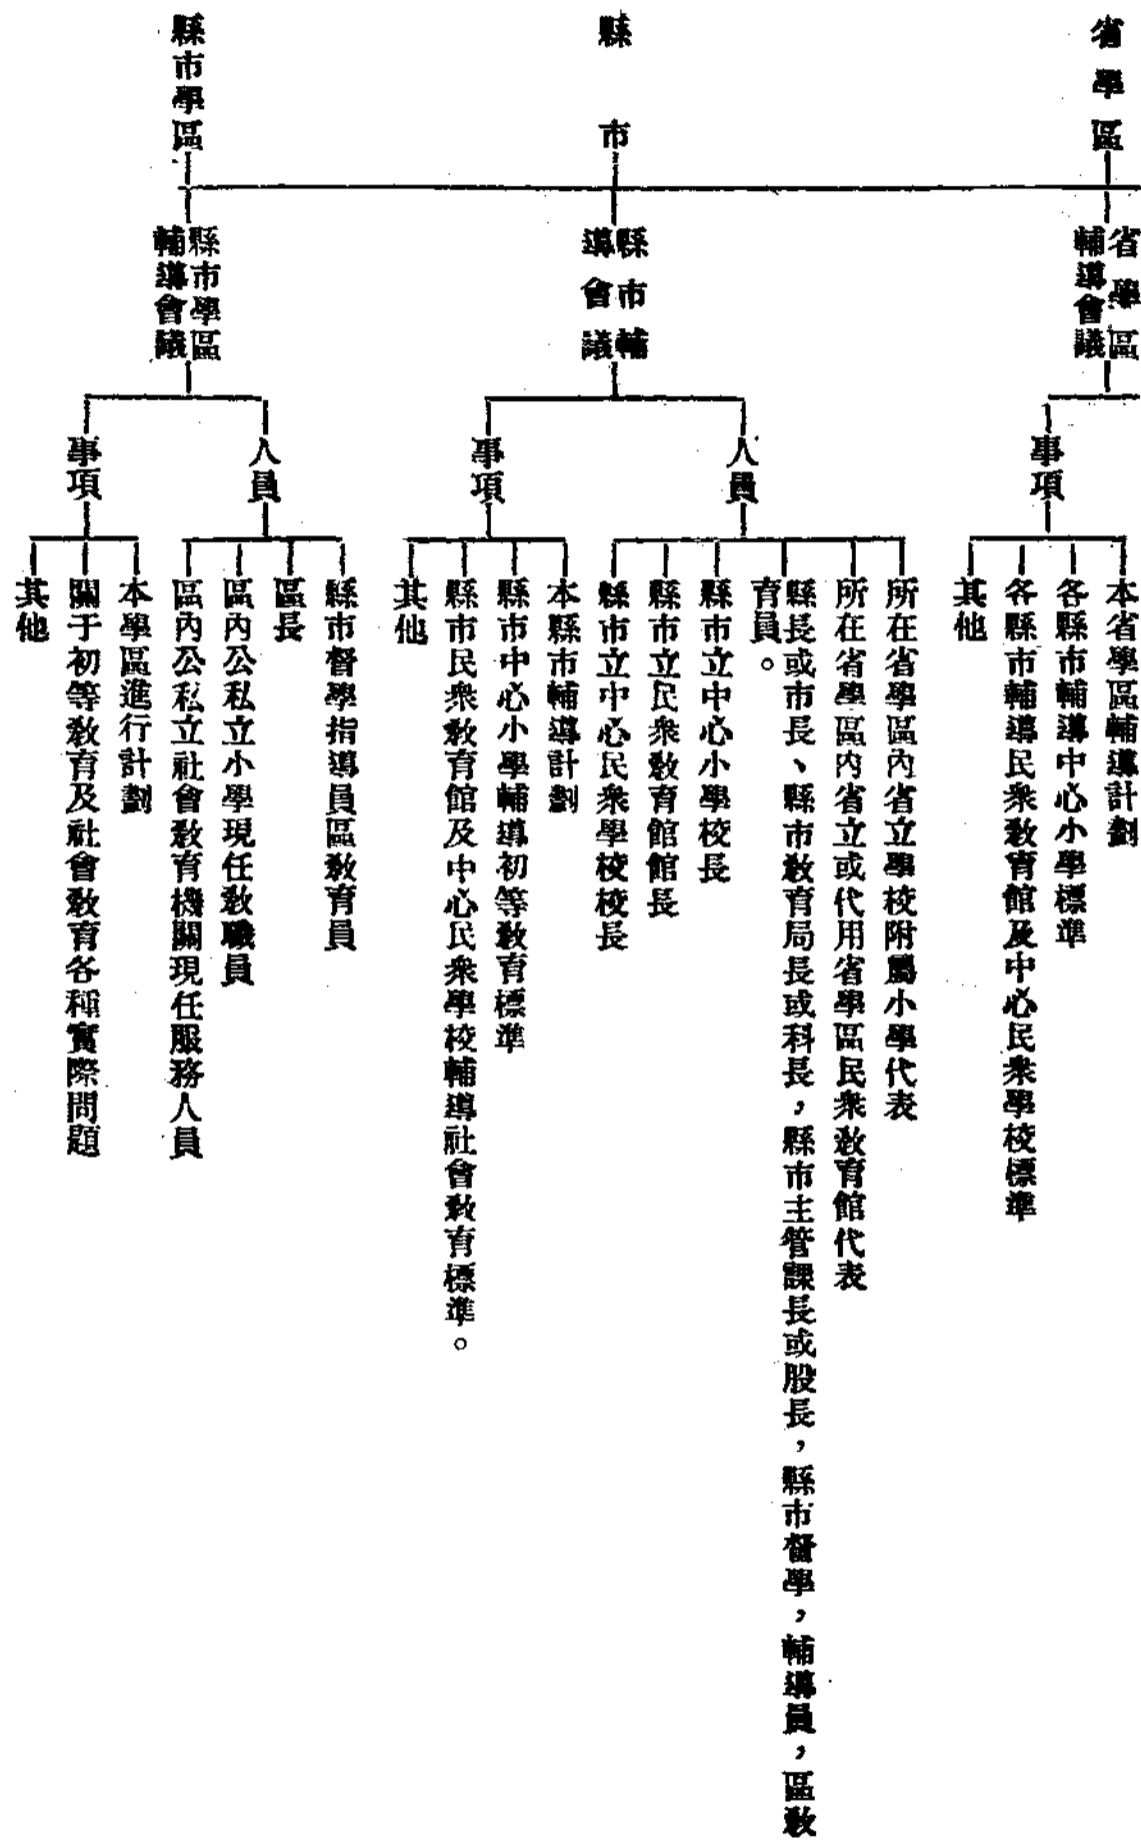 省學區
省學區
輔導會議
事項
本省學區輔導計劃
各縣市輔導中心小學標準
各縣市輔導民衆敎育館及中心民衆學校標準
其他
縣市
縣市輔
導會議
人員
所在省學區內省立學校附屬小學代表
所在省學區內省立或代用省學區民衆敎育館代表
縣長或市長、縣市敎育局長或科長，縣市主管課長或股長，縣市督學，輔導員，區敎
育員。
縣市立中心小學校長
縣市立民衆敎育館館長
縣市立中心民衆學校校長
事項
本縣市輔導計劃
縣市中心小學輔導初等敎育標準
縣市民衆敎育館及中心民衆學校輔導社會敎育標準。
其他
縣市學區
縣市學區
輔導會議
人員
縣市督學指導員區敎育員
區長
區內公私立小學現任敎職員
區內公私立社會敎育機關現任服務人員
事項
本學區進行計劃
關于初等敎育及社會敎育各種實際問題
其他